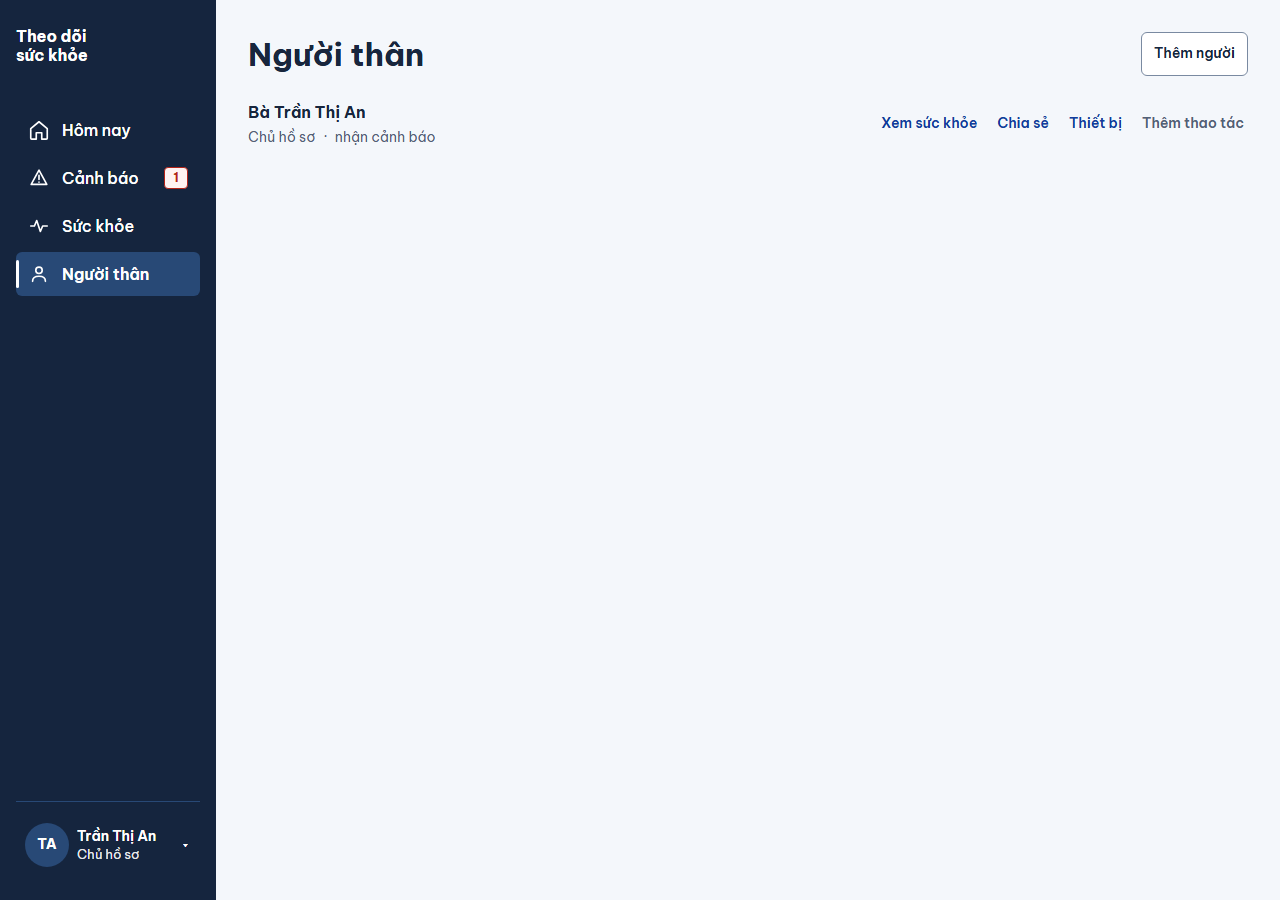 Theo dõi
sức khỏe
Hôm nay
Cảnh báo 1
Sức khỏe
Người thân
Trần Thị An
TA
Chủ hồ sơ
Người thân
Thêm người
Bà Trần Thị An
Chủ hồ sơ · nhận cảnh báo
Xem sức khỏe Chia sẻ Thiết bị Thêm thao tác